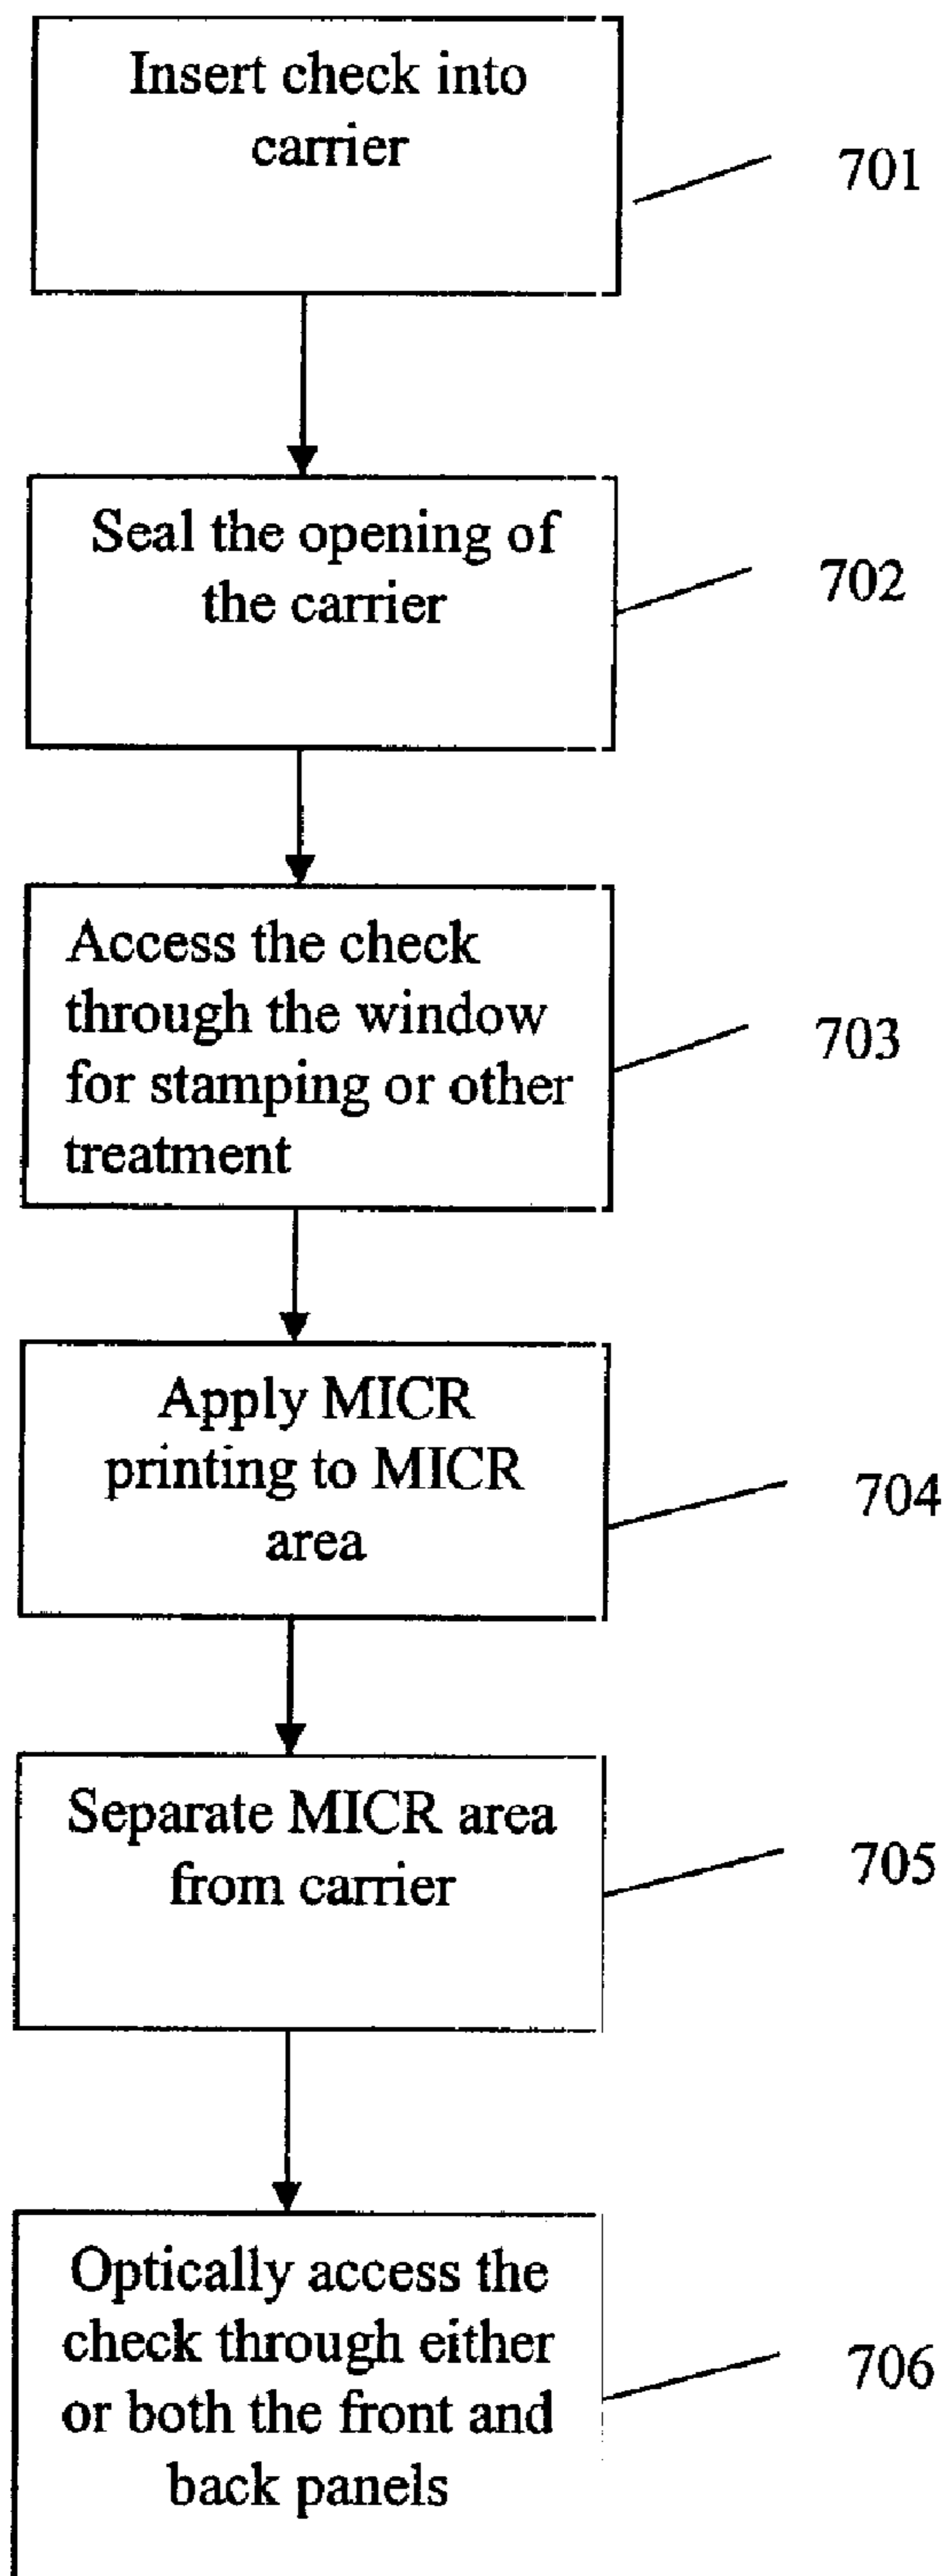 Insert check into
carrier
701
Seal the opening of
the carrier
702
Access the check
through the window
for stamping or other
treatment
703
Apply MICR
printing to MICR
area
704
Separate MICR area
from carrier
705
Optically access the
check through either
or both the front and
back panels
706